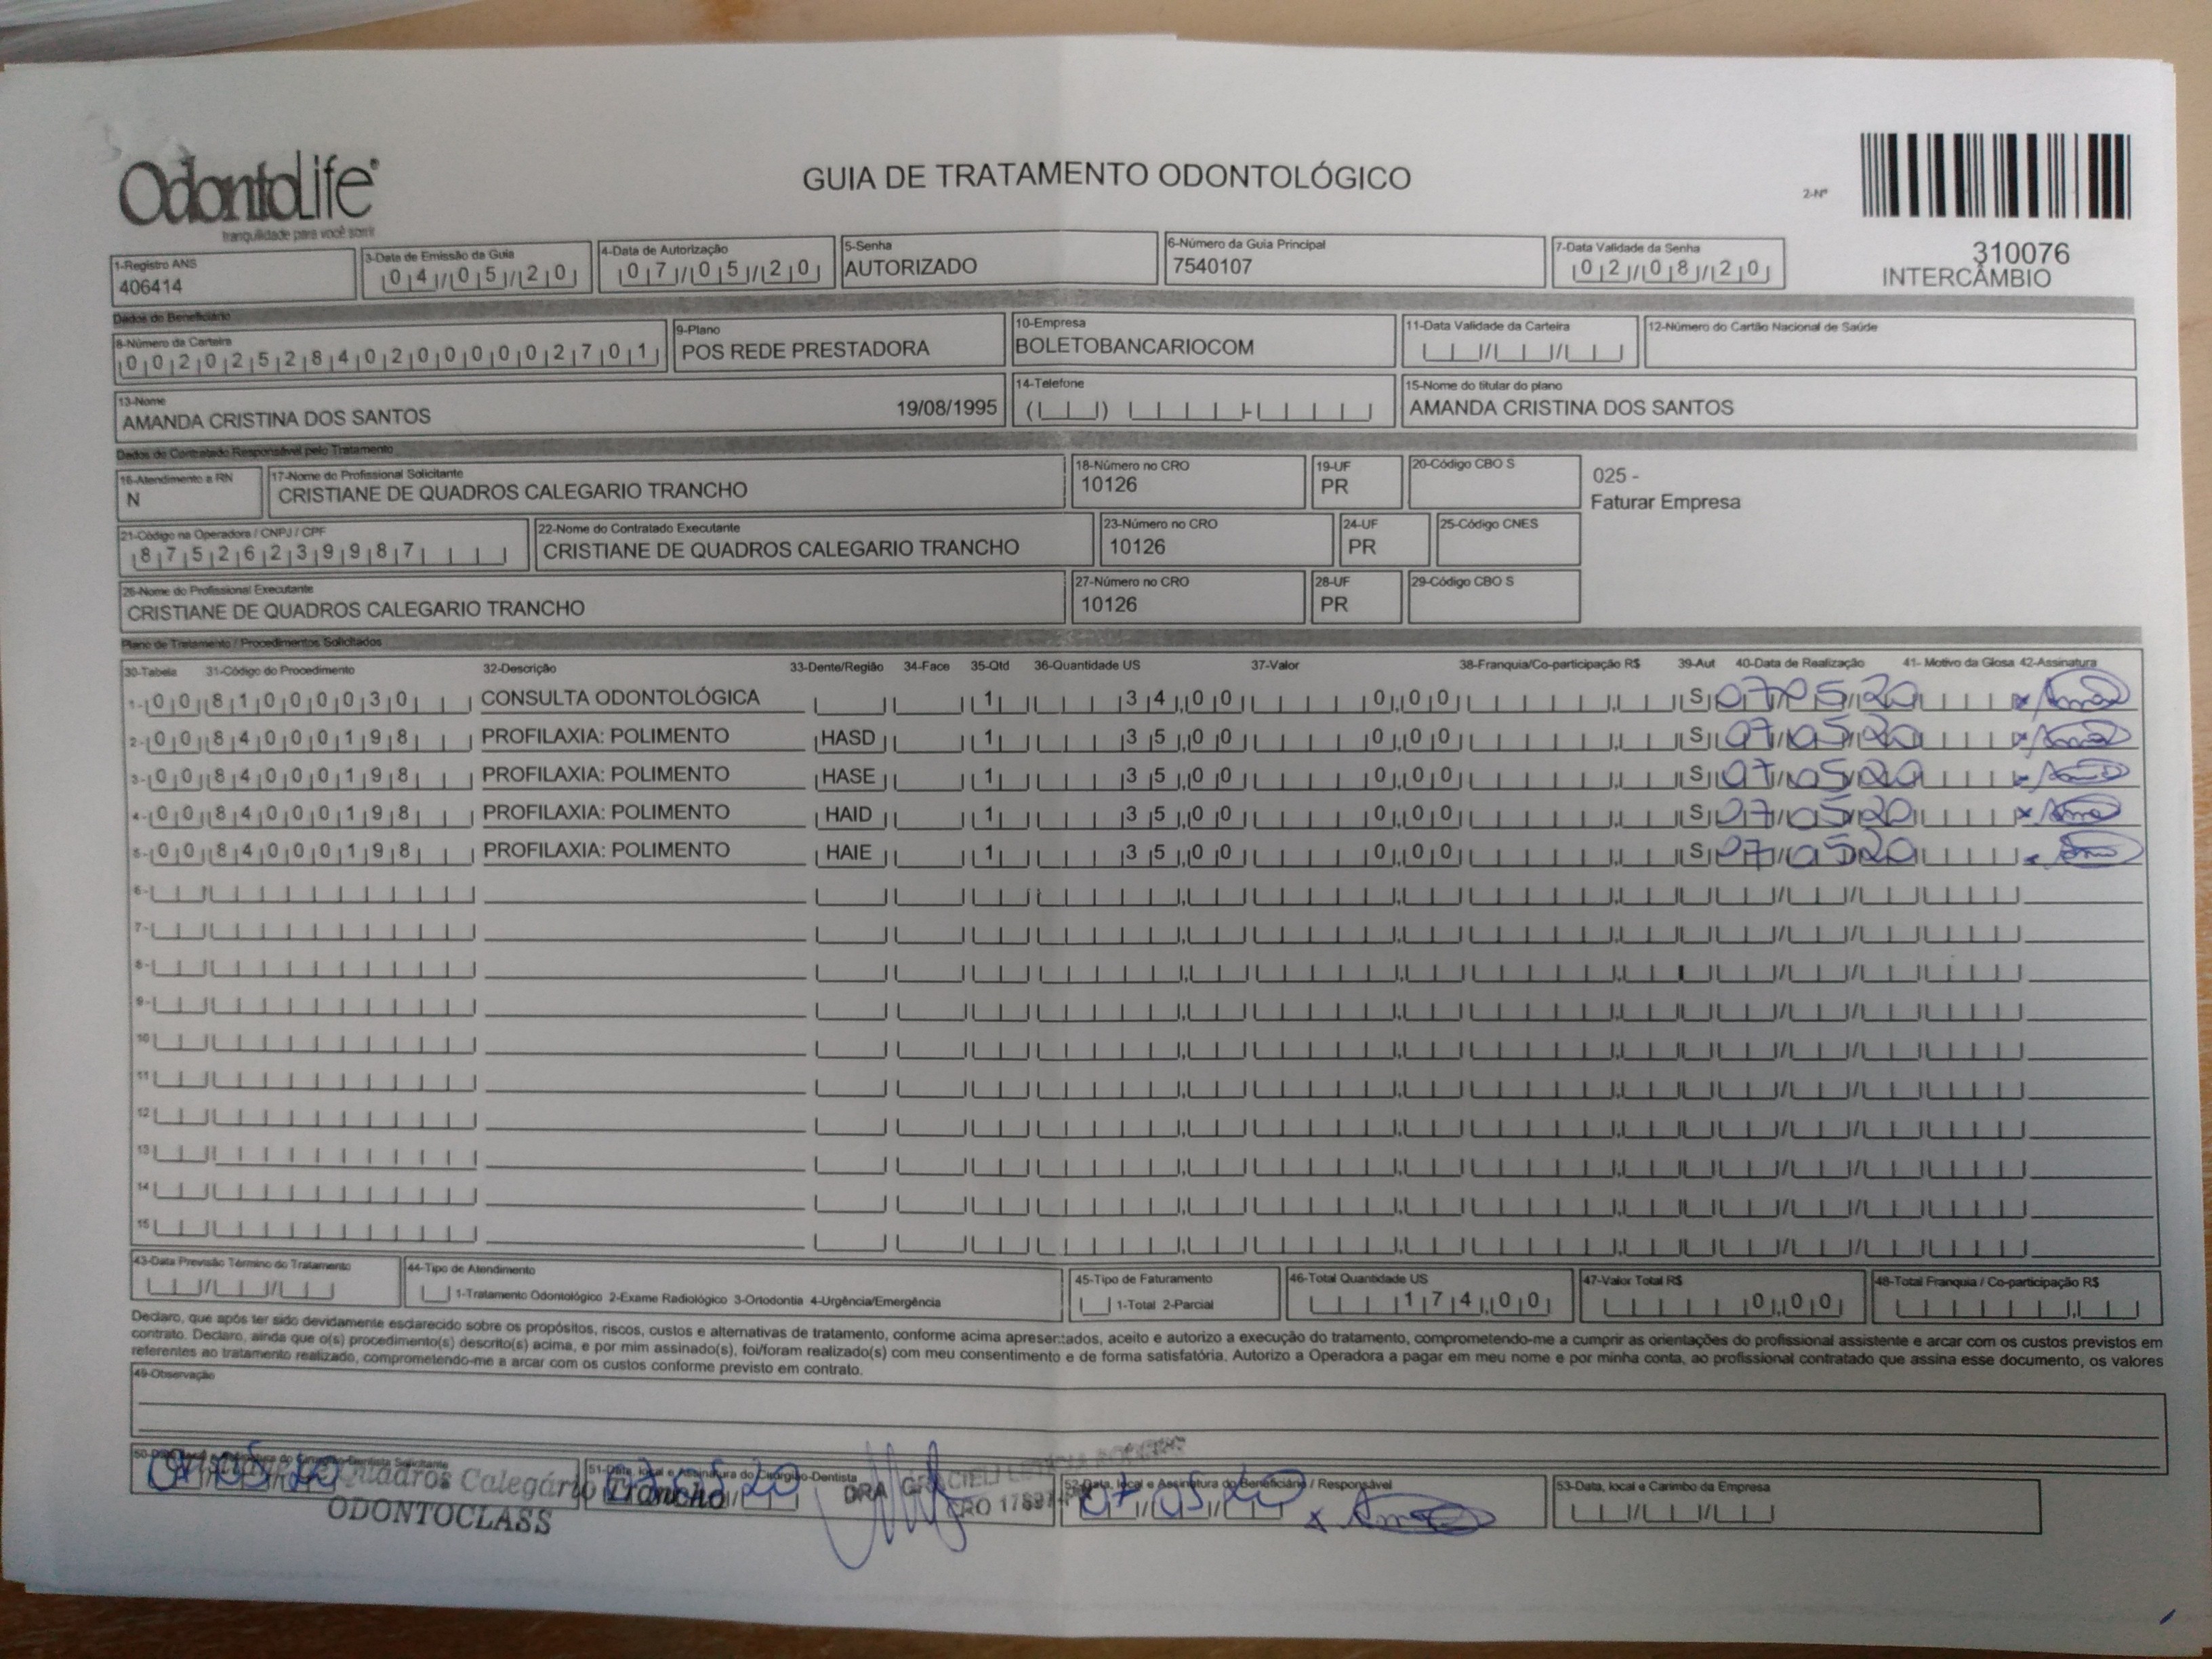 OdontoLife
tranquilidade para você sorrir
GUIA DE TRATAMENTO ODONTOLÓGICO
2-Nº
310076
INTERCÂMBIO
1-Registro ANS
406414
3-Data de Emissão da Guia
04/05/20
4-Data de Autorização
07/05/20
5-Senha
AUTORIZADO
6-Número da Guia Principal
7540107
7-Data Validade da Senha
02/08/20
Dados do Beneficiário
8-Número da Carteira
00202528402000002701
9-Plano
POS REDE PRESTADORA
10-Empresa
BOLETOBANCARIOCOM
11-Data Validade da Carteira
12-Número do Cartão Nacional de Saúde
13-Nome
AMANDA CRISTINA DOS SANTOS 19/08/1995
14-Telefone
15-Nome do titular do plano
AMANDA CRISTINA DOS SANTOS
Dados do Contratado Responsável pelo Tratamento
16-Atendimento a RN
N
17-Nome do Profissional Solicitante
CRISTIANE DE QUADROS CALEGARIO TRANCHO
18-Número no CRO
10126
19-UF
PR
20-Código CBO S
025 -
Faturar Empresa
21-Código na Operadora / CNPJ / CPF
87526239987
22-Nome do Contratado Executante
CRISTIANE DE QUADROS CALEGARIO TRANCHO
23-Número no CRO
10126
24-UF
PR
25-Código CNES
26-Nome do Profissional Executante
CRISTIANE DE QUADROS CALEGARIO TRANCHO
27-Número no CRO
10126
28-UF
PR
29-Código CBO S
Plano de Tratamento / Procedimentos Solicitados
30-Tabela 31-Código do Procedimento 32-Descrição 33-Dente/Região 34-Face 35-Qtd 36-Quantidade US 37-Valor 38-Franquia/Co-participação R$ 39-Aut 40-Data de Realização 41- Motivo da Glosa 42-Assinatura
1- 00 81000030 CONSULTA ODONTOLÓGICA 1 34,00 0,00 S 07/05/20
2- 00 84000198 PROFILAXIA: POLIMENTO HASD 1 35,00 0,00 S 07/05/20
3- 00 84000198 PROFILAXIA: POLIMENTO HASE 1 35,00 0,00 S 07/05/20
4- 00 84000198 PROFILAXIA: POLIMENTO HAID 1 35,00 0,00 S 07/05/20
5- 00 84000198 PROFILAXIA: POLIMENTO HAIE 1 35,00 0,00 S 07/05/20
6-
7-
8-
9-
10
11
12
13
14
15
43-Data Previsão Término do Tratamento
44-Tipo de Atendimento
1-Tratamento Odontológico 2-Exame Radiológico 3-Ortodontia 4-Urgência/Emergência
45-Tipo de Faturamento
1-Total 2-Parcial
46-Total Quantidade US
174,00
47-Valor Total R$
0,00
48-Total Franquia / Co-participação R$
Declaro, que após ter sido devidamente esclarecido sobre os propósitos, riscos, custos e alternativas de tratamento, conforme acima apresentados, aceito e autorizo a execução do tratamento, comprometendo-me a cumprir as orientações do profissional assistente e arcar com os custos previstos em
contrato. Declaro, ainda que o(s) procedimento(s) descrito(s) acima, e por mim assinado(s), foi/foram realizado(s) com meu consentimento e de forma satisfatória. Autorizo a Operadora a pagar em meu nome e por minha conta, ao profissional contratado que assina esse documento, os valores
referentes ao tratamento realizado, comprometendo-me a arcar com os custos conforme previsto em contrato.
49-Observação
50-Data, local e Assinatura do Cirurgião-Dentista Solicitante
07/05/20
Quadros Calegário Trancho
ODONTOCLASS
51-Data, local e Assinatura do Cirurgião-Dentista
07/05/20
DRA
52-Data, local e Assinatura do Beneficiário / Responsável
07/05/20
53-Data, local e Carimbo da Empresa